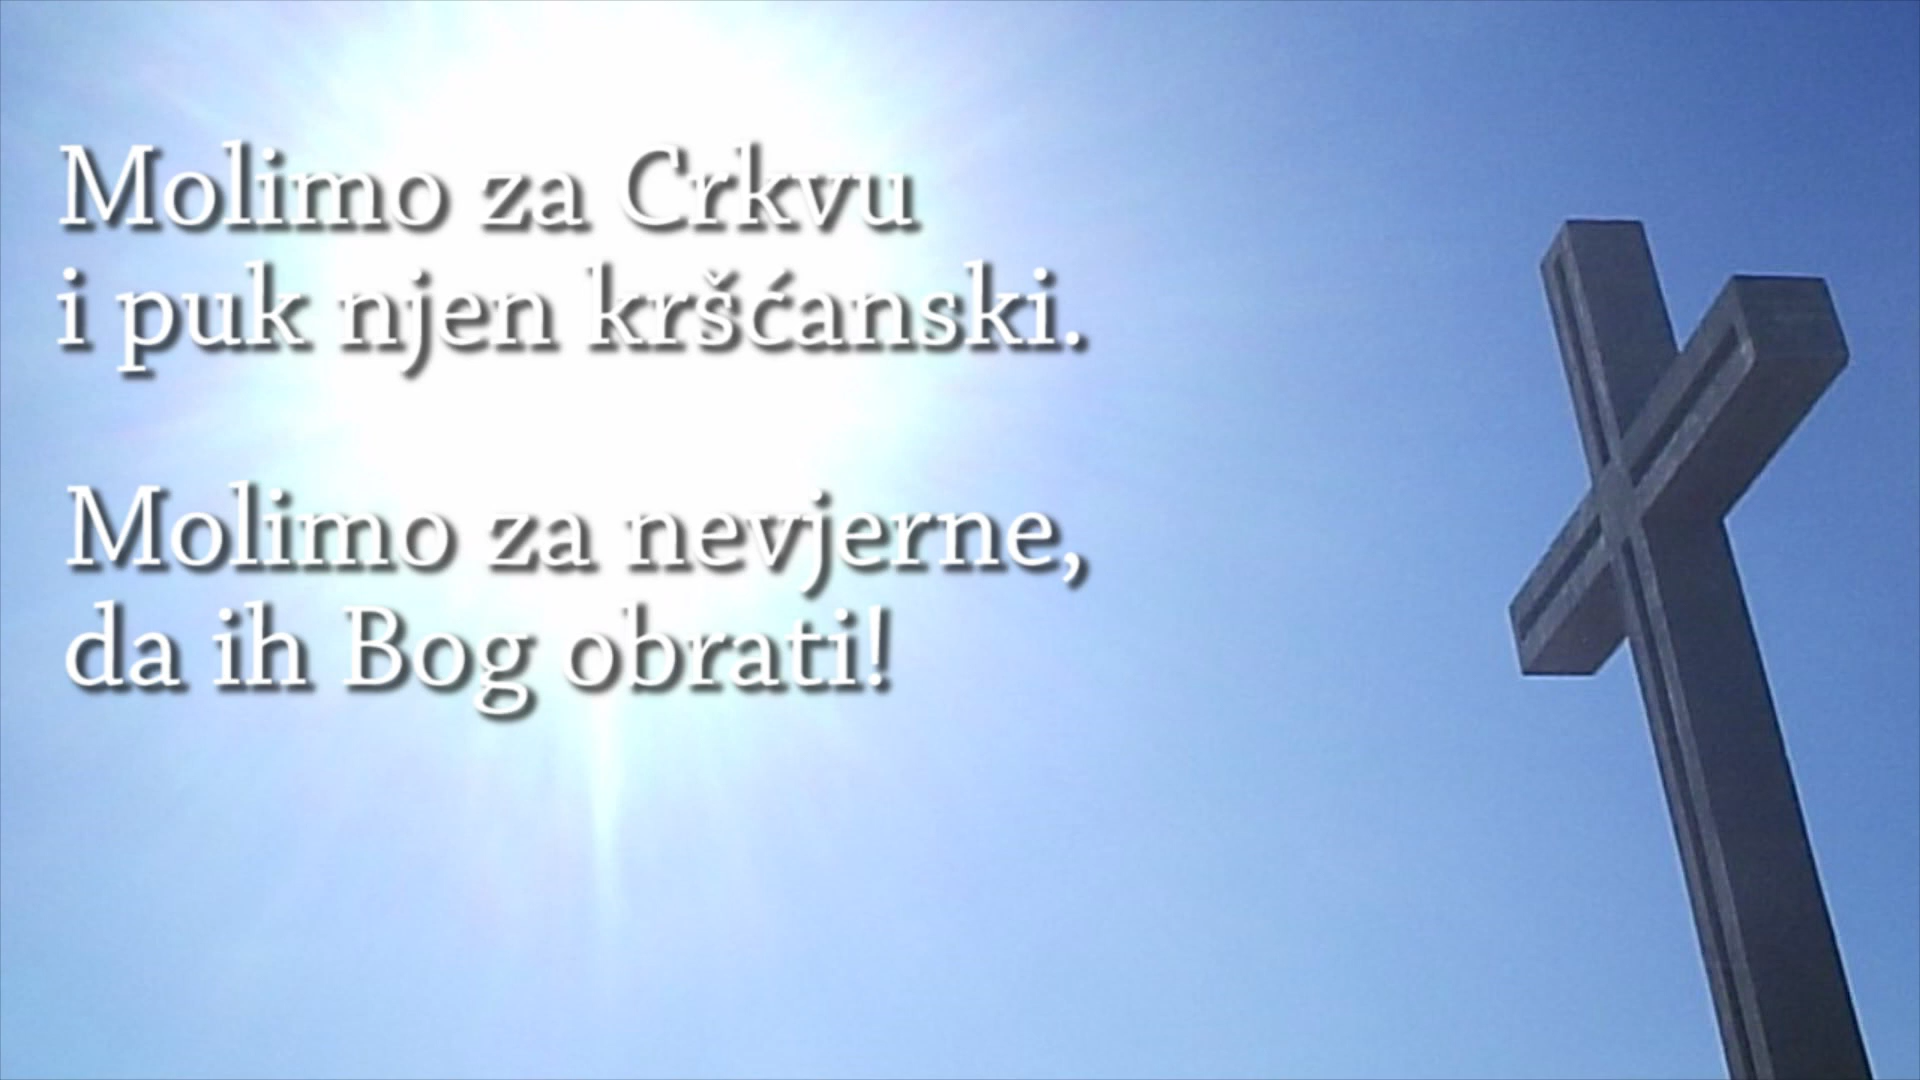 Molimo za Crkvu
i puk njen kršćanski.
Molimo za nevjerne,
da ih Bog obrati!